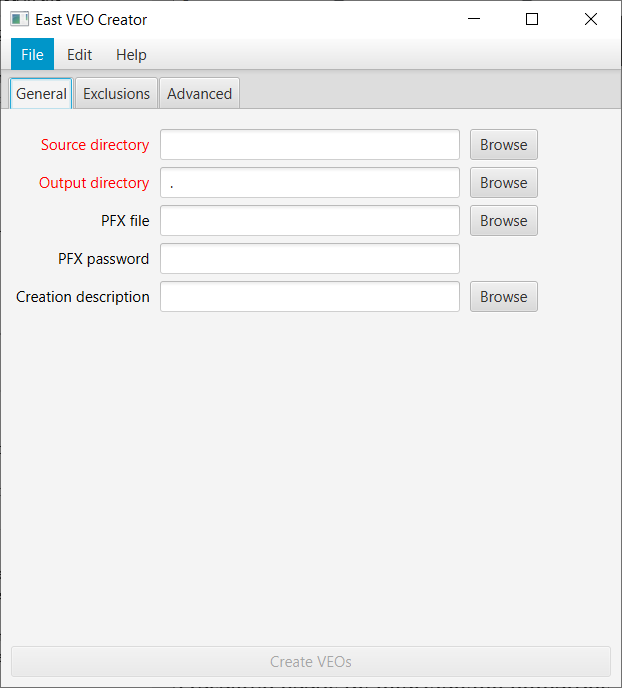 East VEO Creator
File Edit Help
General Exclusions Advanced
Source directory Browse
Output directory . Browse
PFX file Browse
PFX password
Creation description Browse
Create VEOs